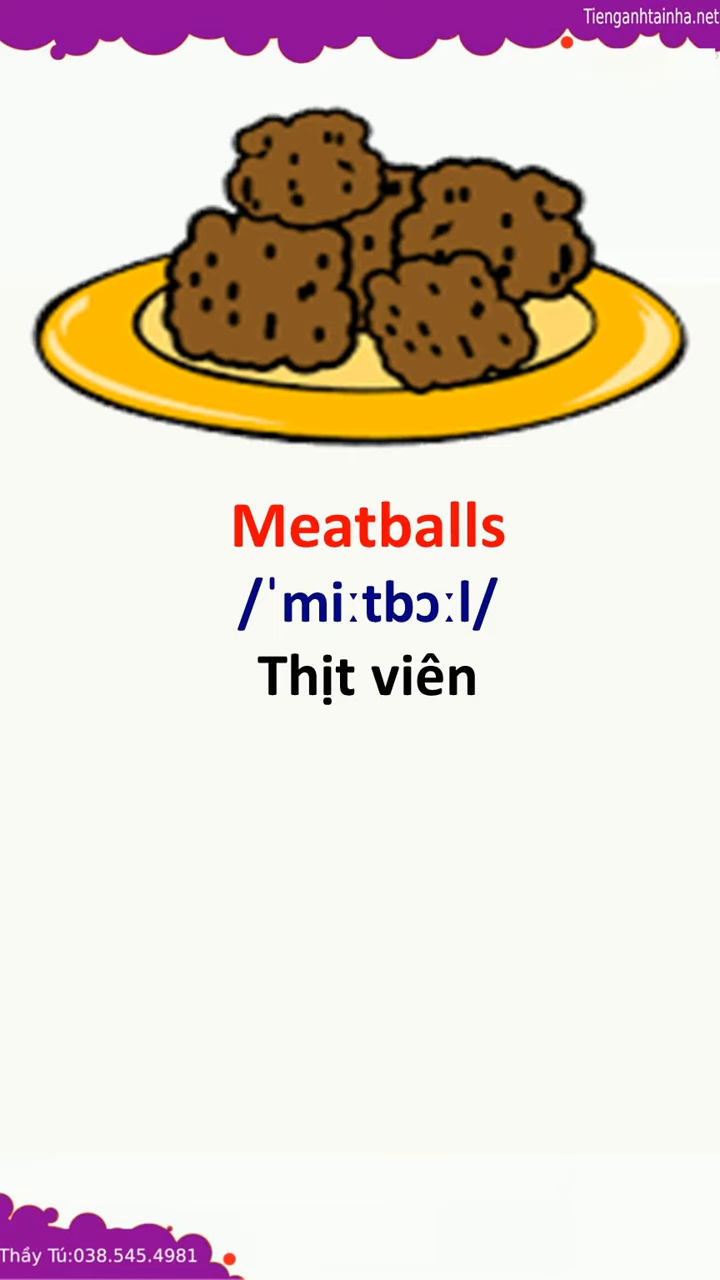 Tienganhtainha.net
Meatballs
/ˈmiːtbɔːl/
Thịt viên
Thầy Tú:038.545.4981